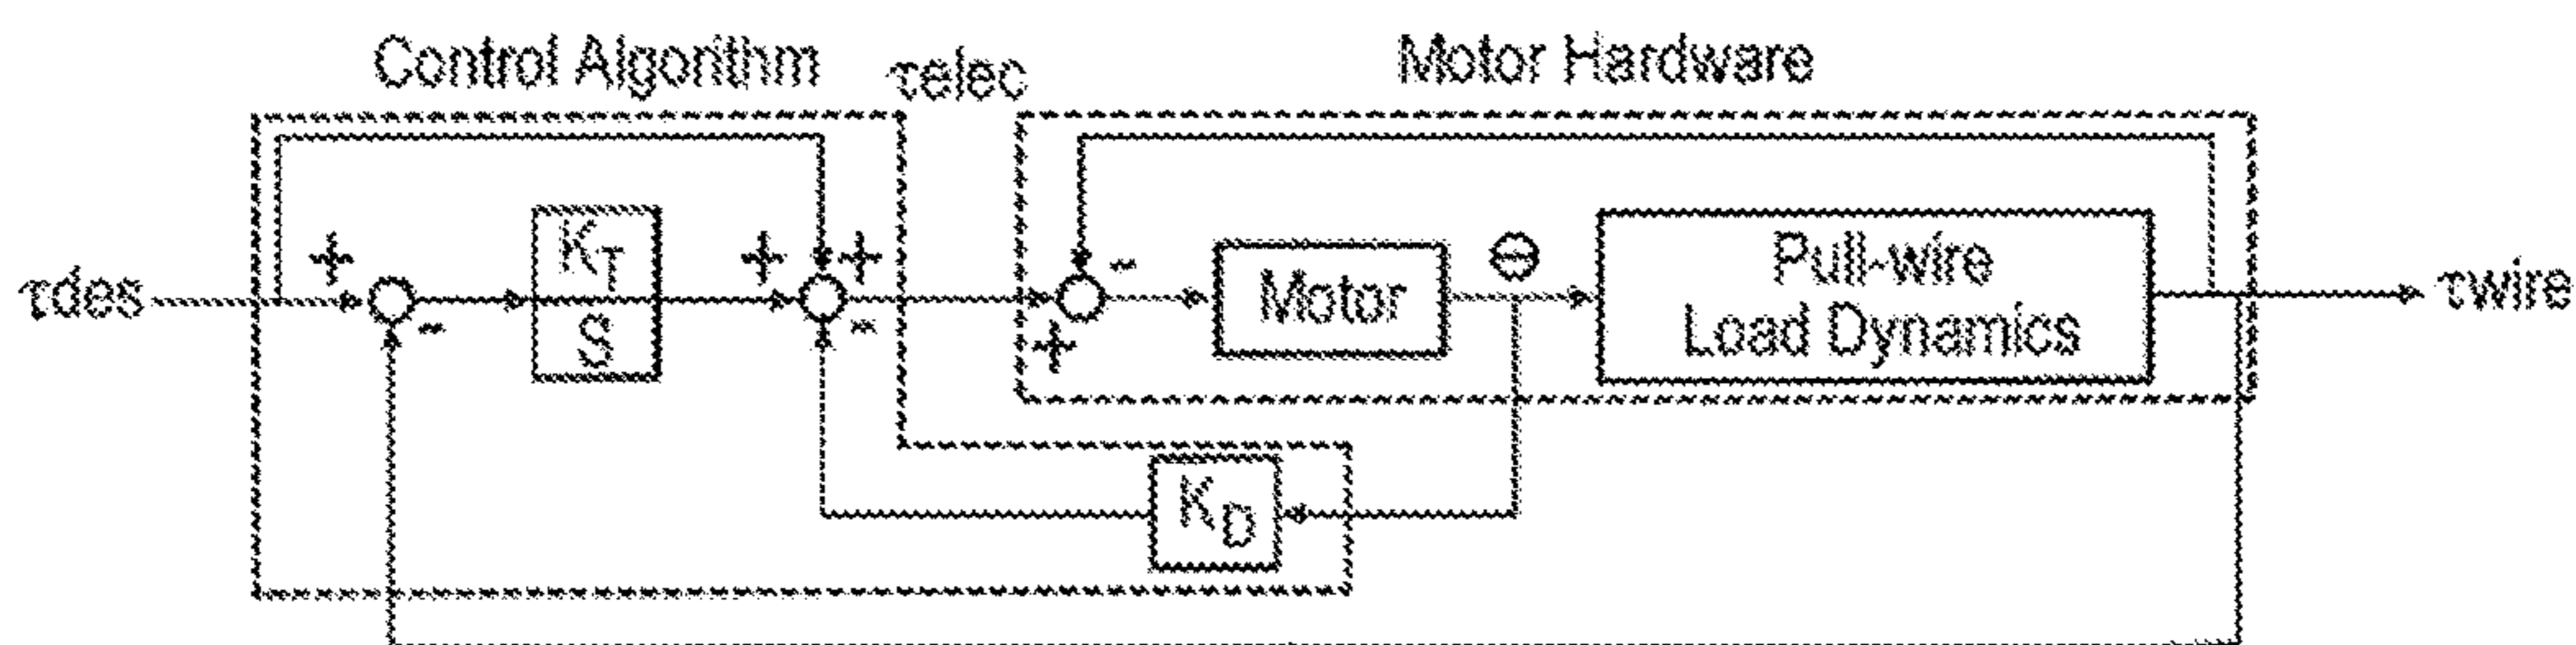 Control Algorithm
τelec
Motor Hardware
τdes
+
-
K_T
S
+
+
-
-
+
Motor
Θ
Pull-wire
Load Dynamics
τwire
K_D